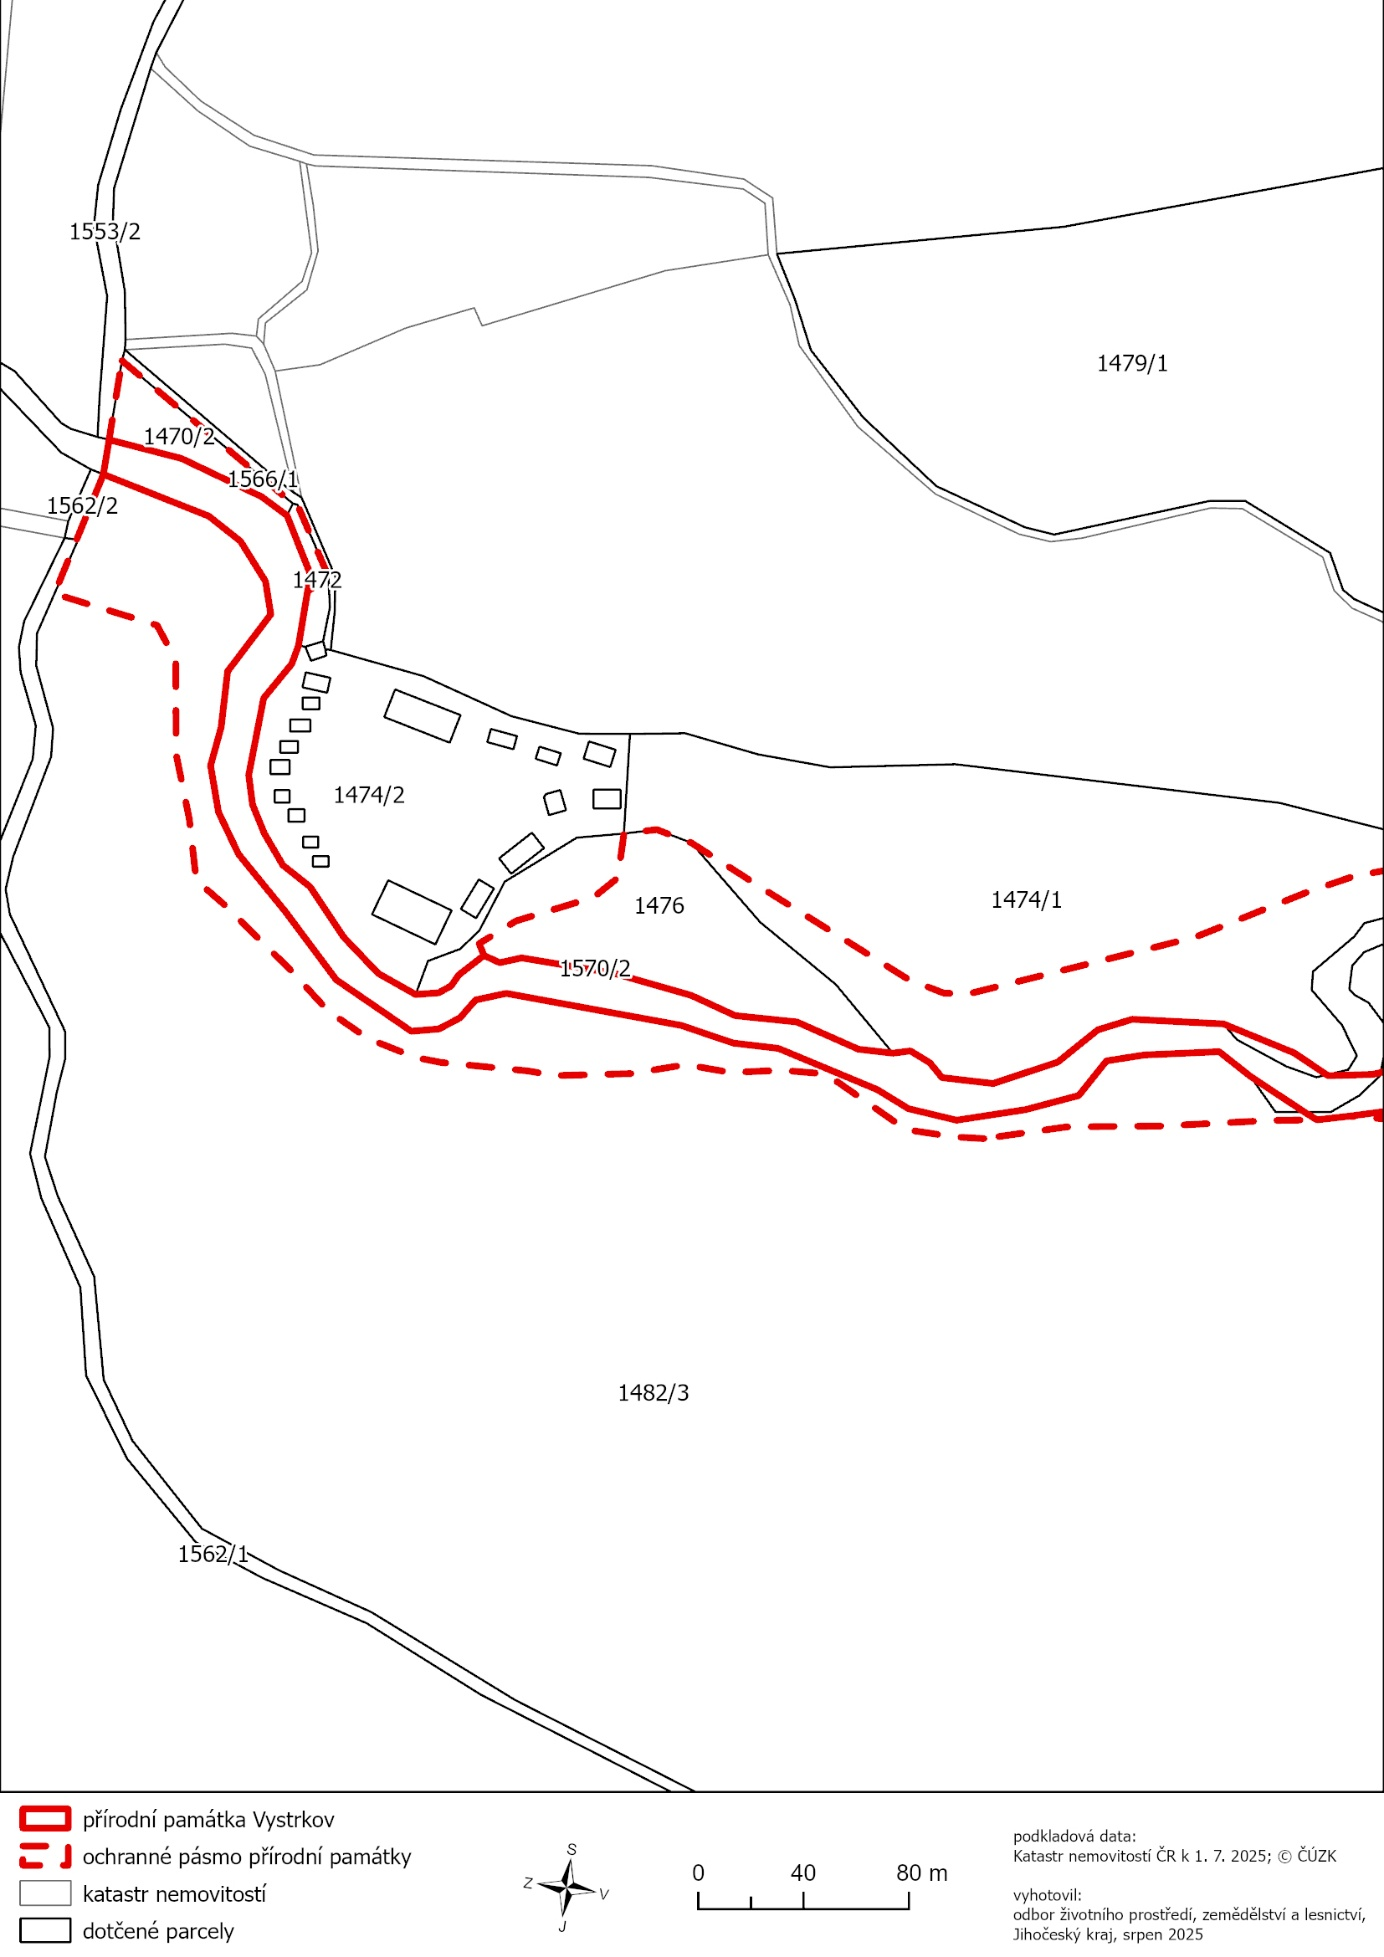 1553/2
1479/1
1470/2
1566/1
1562/2
1472
1474/2
1474/1
1476
1570/2
1482/3
1562/1
přírodní památka Vystrkov
ochranné pásmo přírodní památky
katastr nemovitostí
dotčené parcely
S
Z
V
J
0 40 80 m
podkladová data:
Katastr nemovitostí ČR k 1. 7. 2025; © ČÚZK
vyhotovil:
odbor životního prostředí, zemědělství a lesnictví,
Jihočeský kraj, srpen 2025